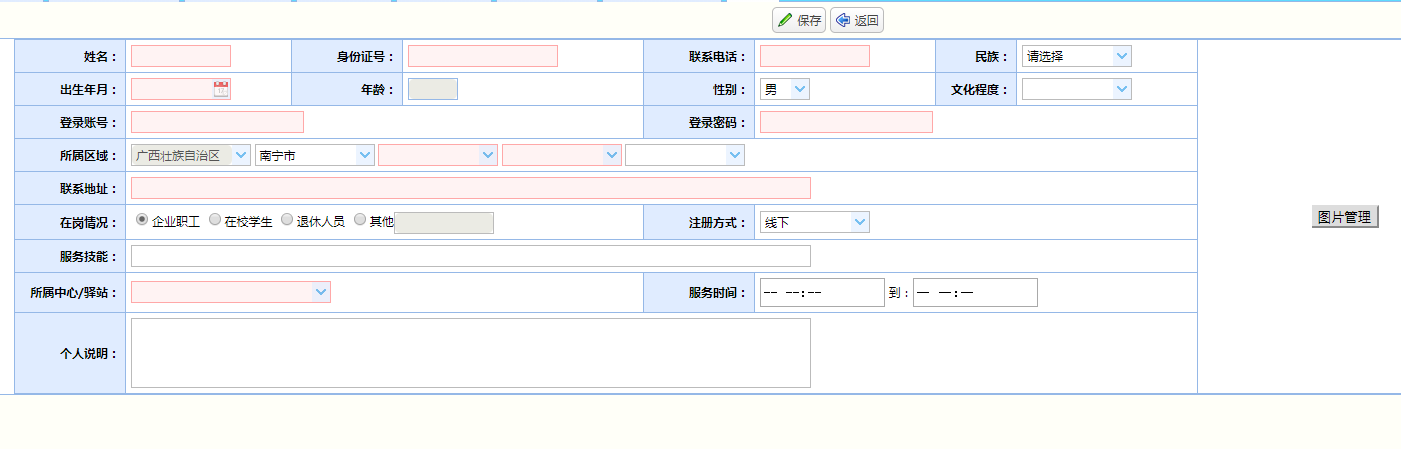 保存 返回
姓名： 身份证号： 联系电话： 民族： 请选择
出生年月： 年龄： 性别： 男 文化程度：
登录账号： 登录密码：
所属区域： 广西壮族自治区 南宁市
联系地址：
在岗情况： 企业职工 在校学生 退休人员 其他 注册方式： 线下
图片管理
服务技能：
所属中心/驿站： 服务时间： -- --:-- 到： -- --:--
个人说明：